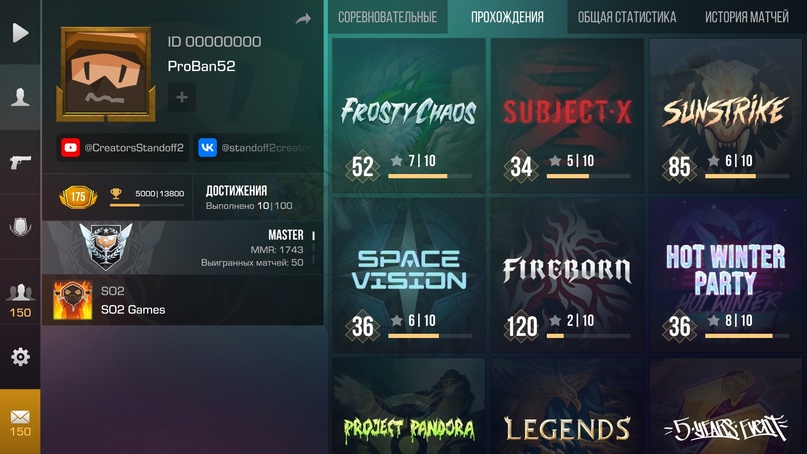 СОРЕВНОВАТЕЛЬНЫЕ
ПРОХОЖДЕНИЯ
ОБЩАЯ СТАТИСТИКА
ИСТОРИЯ МАТЧЕЙ
ID 00000000
ProBan52
+
@CreatorsStandoff2
@standoff2creato
175
5000|13800
ДОСТИЖЕНИЯ
Выполнено 10|100
MASTER
MMR: 1743
Выигранных матчей: 50
SO2
SO2 Games
150
150
FROSTY CHAOS
52
7|10
SUBJECT-X
34
5|10
SUNSTRIKE
85
6|10
SPACE
VISION
36
6|10
FIREBORN
120
2|10
HOT WINTER
PARTY
36
8|10
PROJECT PANDORA
LEGENDS
5 YEARS EVENT